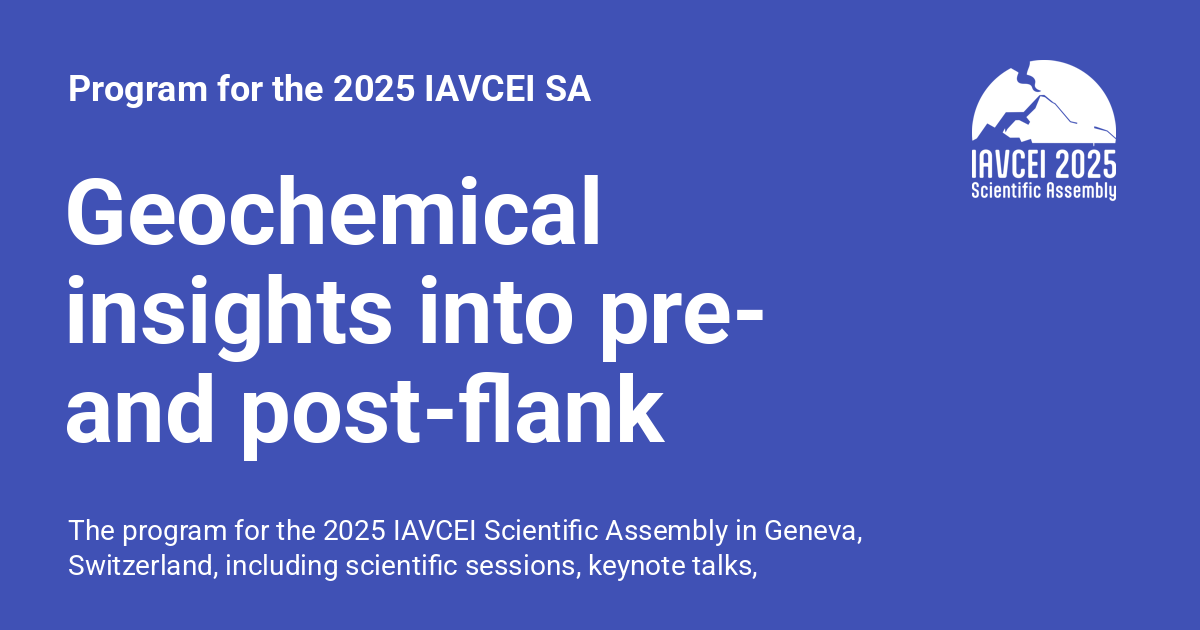 Program for the 2025 IAVCEI SA
IAVCEI 2025
Scientific Assembly
Geochemical
insights into pre-
and post-flank
The program for the 2025 IAVCEI Scientific Assembly in Geneva,
Switzerland, including scientific sessions, keynote talks,